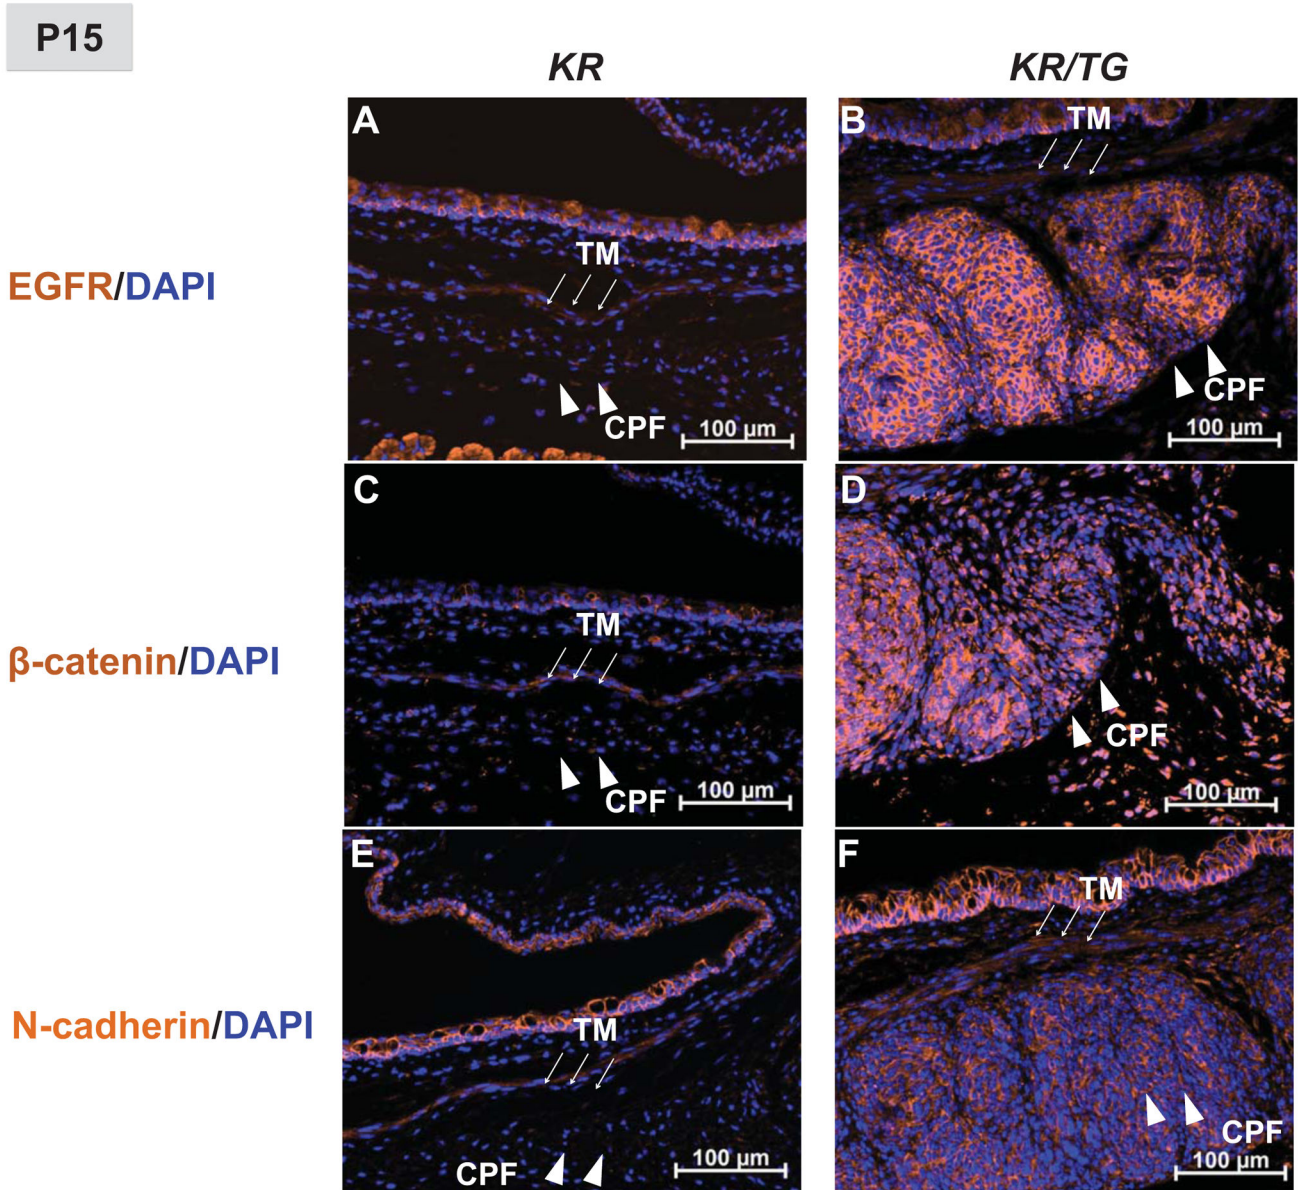 P15
KR KR/TG
EGFR/DAPI
A
TM
CPF
100 µm
B
TM
CPF
100 µm
β-catenin/DAPI
C
TM
CPF
100 µm
D
CPF
100 µm
N-cadherin/DAPI
E
TM
CPF
100 µm
F
TM
CPF
100 µm